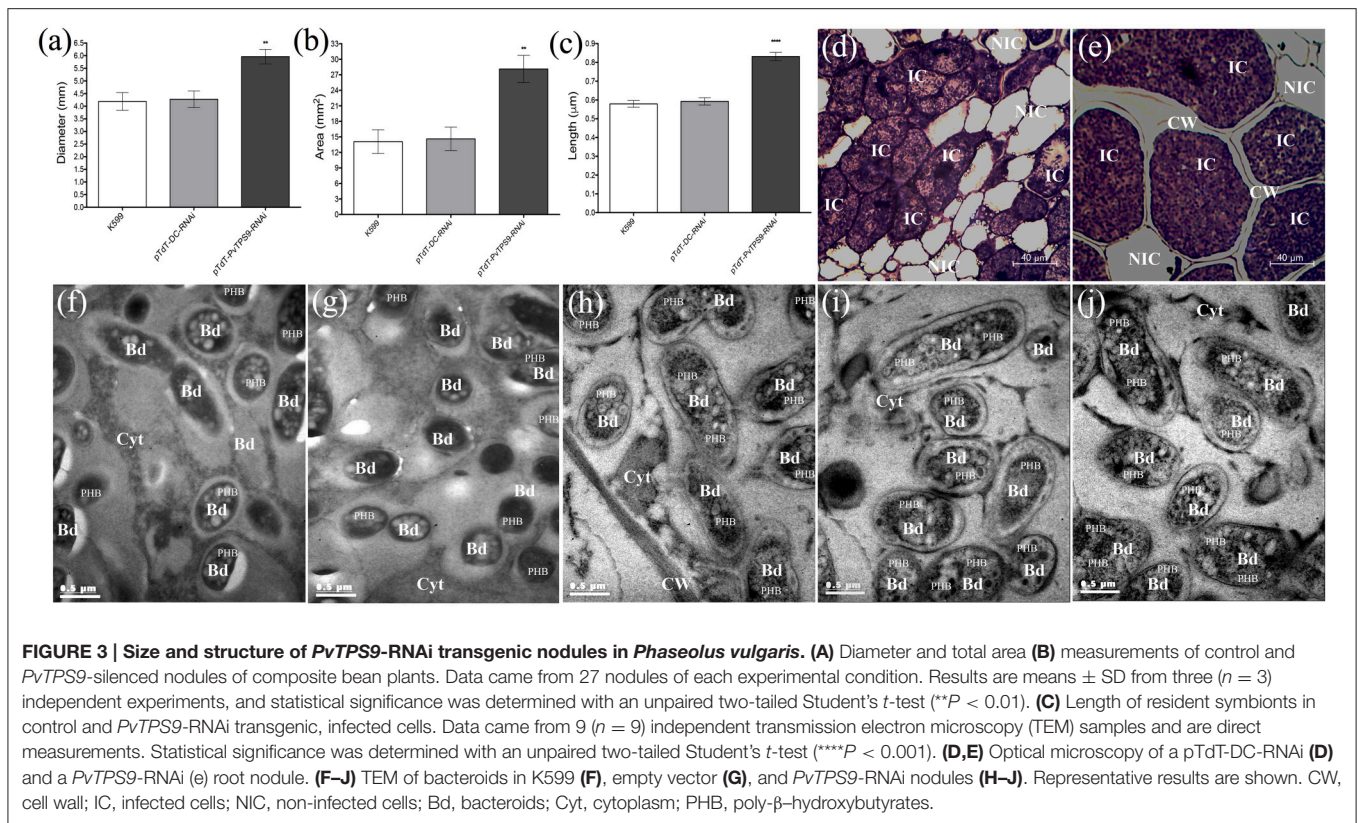 (a)
6.5
6.0
5.5
5.0
4.5
4.0
3.5
3.0
2.5
2.0
1.5
1.0
0.5
0.0
Diameter (mm)
**
K599
pTdT-DC-RNAi
pTdT-PvTPS9-RNAi
(b)
33
30
27
24
21
18
15
12
9
6
3
0
Area (mm²)
**
K599
pTdT-DC-RNAi
pTdT-PvTPS9-RNAi
(c)
0.9
0.8
0.7
0.6
0.5
0.4
0.3
0.2
0.1
0.0
Length (µm)
****
K599
pTdT-DC-RNAi
pTdT-PvTPS9-RNAi
(d)
NIC
IC
NIC
IC
IC
IC
IC
NIC
40 µm
(e)
IC
NIC
CW
IC
IC
IC
CW
IC
NIC
40 µm
(f)
PHB
Bd
Bd
PHB
Bd
PHB
Bd
Bd
Cyt
Bd
PHB
PHB
Bd
Bd
PHB
Bd
0.5 µm
(g)
PHB
Bd
Bd
PHB
Bd
Bd
PHB
Bd
Bd
Bd
PHB
PHB
Bd
Bd
PHB
Cyt
0.5 µm
(h)
PHB
Bd
PHB
PHB
Bd
PHB
Bd
PHB
PHB
Bd
PHB
Cyt
Bd
PHB
Bd
PHB
CW
0.5 µm
(i)
PHB
Bd
Bd
PHB
Cyt
PHB
Bd
PHB
Bd
Bd
PHB
Bd
PHB
PHB
PHB
Bd
Bd
Bd
0.5 µm
(j)
Cyt
PHB
Bd
Bd
PHB
PHB
Bd
PHB
Bd
PHB
PHB
Bd
PHB
PHB
Bd
Bd
PHB
PHB
Bd
0.5 µm
FIGURE 3 | Size and structure of PvTPS9-RNAi transgenic nodules in Phaseolus vulgaris. (A) Diameter and total area (B) measurements of control and
PvTPS9-silenced nodules of composite bean plants. Data came from 27 nodules of each experimental condition. Results are means ± SD from three (n = 3)
independent experiments, and statistical significance was determined with an unpaired two-tailed Student's t-test (**P < 0.01). (C) Length of resident symbionts in
control and PvTPS9-RNAi transgenic, infected cells. Data came from 9 (n = 9) independent transmission electron microscopy (TEM) samples and are direct
measurements. Statistical significance was determined with an unpaired two-tailed Student's t-test (****P < 0.001). (D,E) Optical microscopy of a pTdT-DC-RNAi (D)
and a PvTPS9-RNAi (e) root nodule. (F–J) TEM of bacteroids in K599 (F), empty vector (G), and PvTPS9-RNAi nodules (H–J). Representative results are shown. CW,
cell wall; IC, infected cells; NIC, non-infected cells; Bd, bacteroids; Cyt, cytoplasm; PHB, poly-β–hydroxybutyrates.